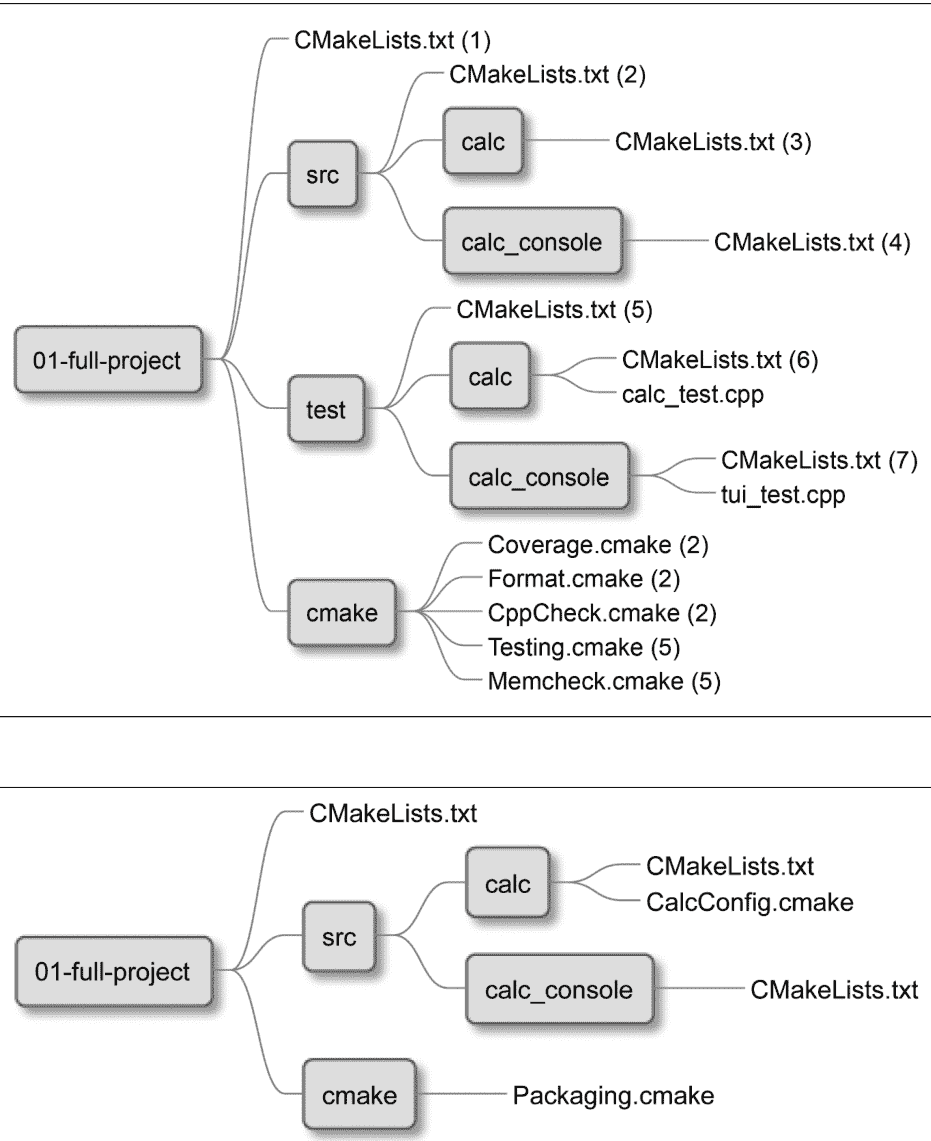 CMakeLists.txt (1)
CMakeLists.txt (2)
calc
CMakeLists.txt (3)
src
calc_console
CMakeLists.txt (4)
01-full-project
CMakeLists.txt (5)
calc
CMakeLists.txt (6)
calc_test.cpp
test
calc_console
CMakeLists.txt (7)
tui_test.cpp
cmake
Coverage.cmake (2)
Format.cmake (2)
CppCheck.cmake (2)
Testing.cmake (5)
Memcheck.cmake (5)
CMakeLists.txt
calc
CMakeLists.txt
CalcConfig.cmake
src
01-full-project
calc_console
CMakeLists.txt
cmake
Packaging.cmake